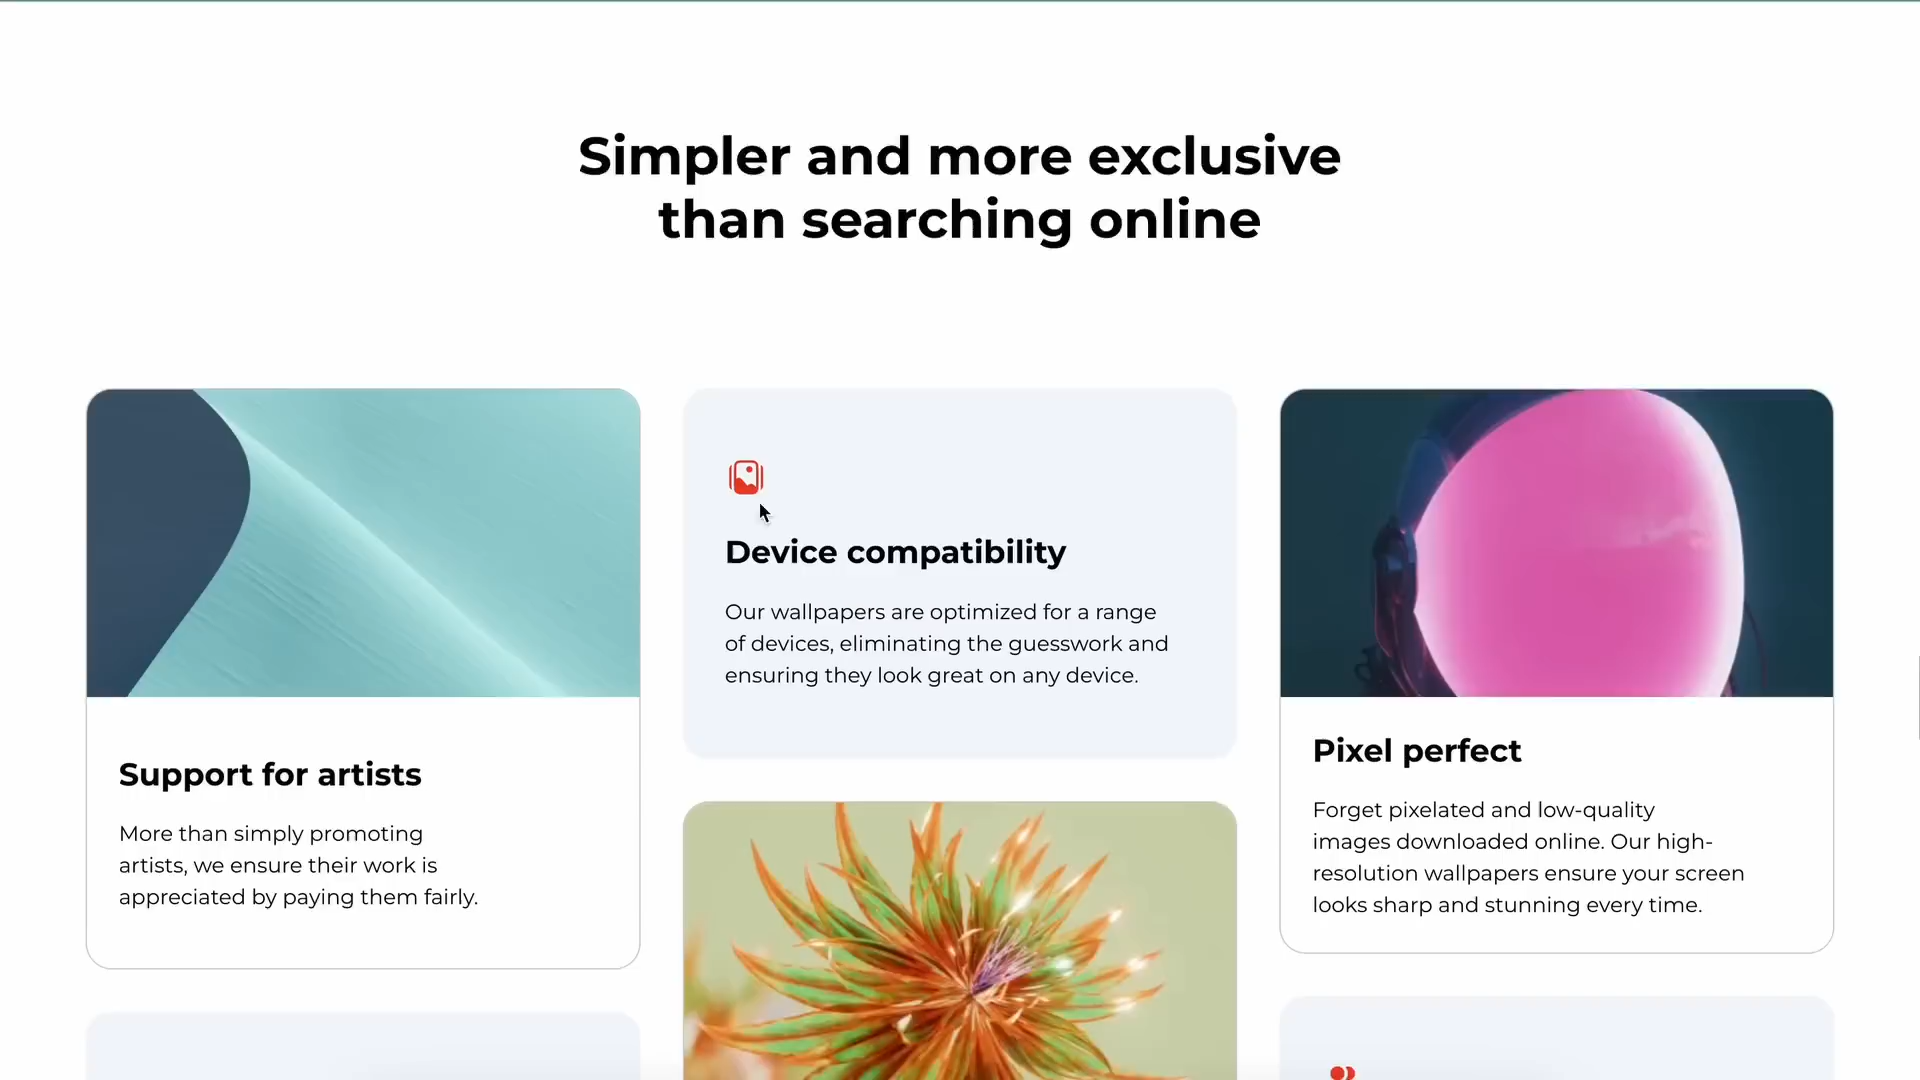 Simpler and more exclusive
than searching online
Support for artists
More than simply promoting
artists, we ensure their work is
appreciated by paying them fairly.
Device compatibility
Our wallpapers are optimized for a range
of devices, eliminating the guesswork and
ensuring they look great on any device.
Pixel perfect
Forget pixelated and low-quality
images downloaded online. Our high-
resolution wallpapers ensure your screen
looks sharp and stunning every time.